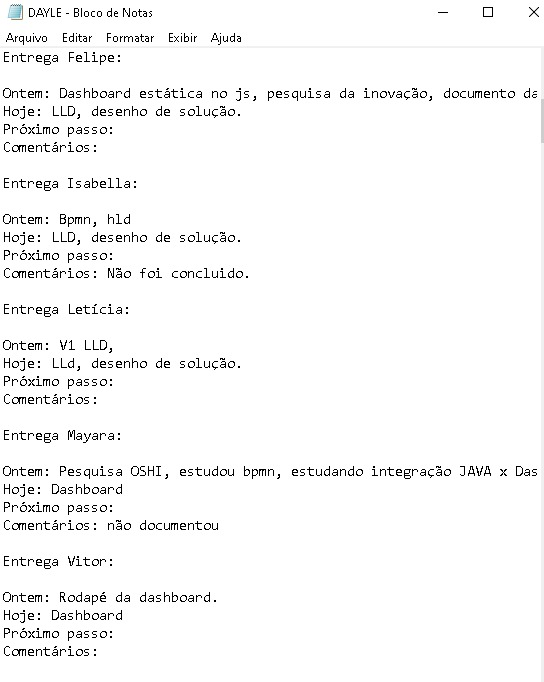 DAYLE - Bloco de Notas
Arquivo Editar Formatar Exibir Ajuda
Entrega Felipe:
Ontem: Dashboard estática no js, pesquisa da inovação, documento da
Hoje: LLD, desenho de solução.
Próximo passo:
Comentários:
Entrega Isabella:
Ontem: Bpmn, hld
Hoje: LLD, desenho de solução.
Próximo passo:
Comentários: Não foi concluido.
Entrega Letícia:
Ontem: V1 LLD,
Hoje: LLd, desenho de solução.
Próximo passo:
Comentários:
Entrega Mayara:
Ontem: Pesquisa OSHI, estudou bpmn, estudando integração JAVA x Das
Hoje: Dashboard
Próximo passo:
Comentários: não documentou
Entrega Vitor:
Ontem: Rodapé da dashboard.
Hoje: Dashboard
Próximo passo:
Comentários: